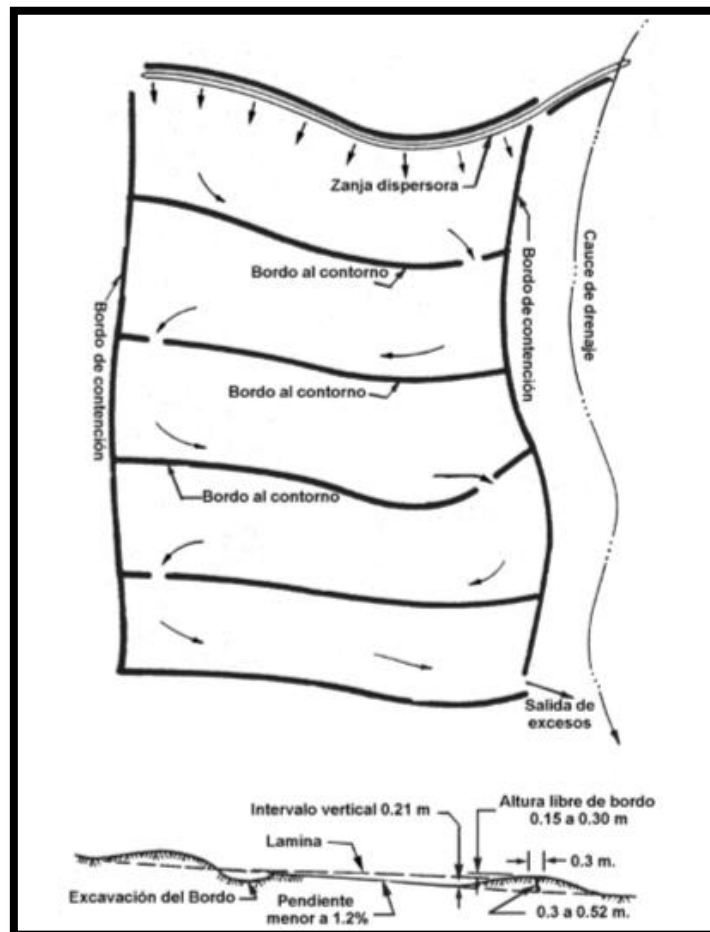 Zanja dispersora
Bordo al contorno
Bordo de contención
Cauce de drenaje
Bordo de contención
Bordo al contorno
Bordo al contorno
Salida de
excesos
Intervalo vertical 0.21 m
Altura libre de bordo
0.15 a 0.30 m
Lamina
0.3 m.
Excavación del Bordo
Pendiente
menor a 1.2%
0.3 a 0.52 m.